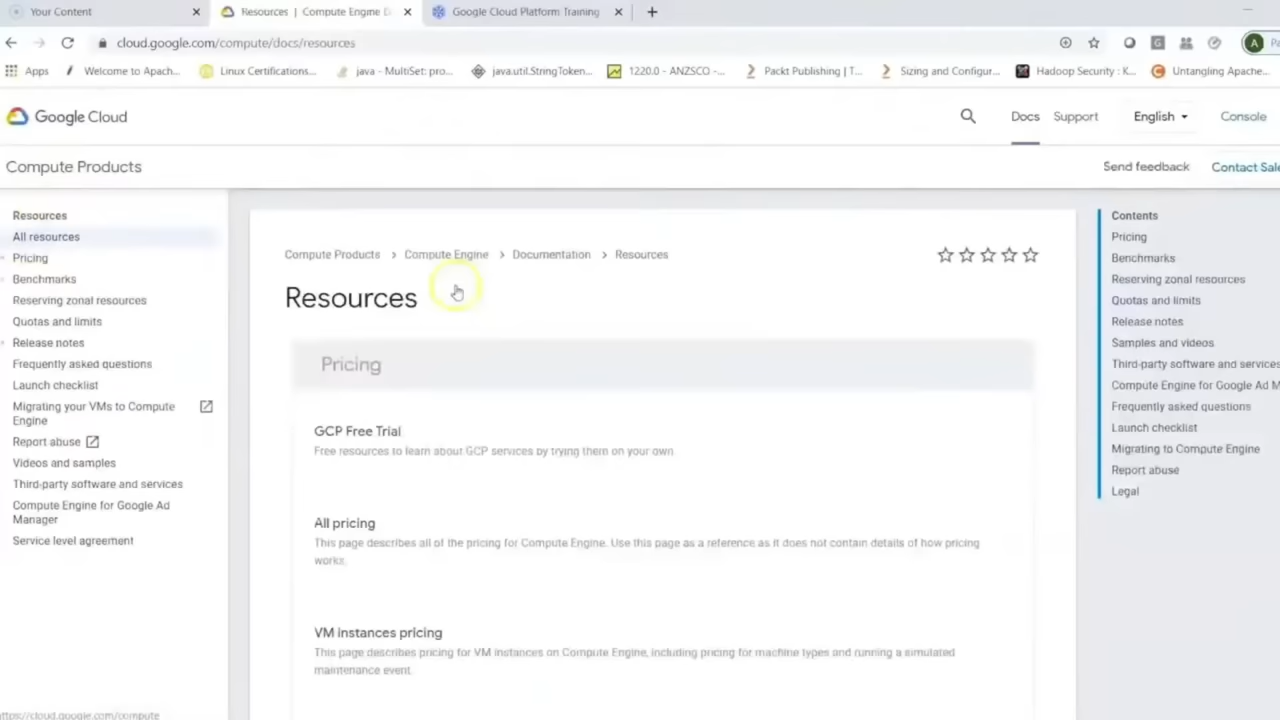 Your Content
Resources | Compute Engine D
Google Cloud Platform Training
cloud.google.com/compute/docs/resources
A
Pa
Apps
Welcome to Apach...
Linux Certifications...
java - MultiSet: pro...
java.util.StringToken...
1220.0 - ANZSCO -...
Packt Publishing | T...
Sizing and Configur...
Hadoop Security : K...
Untangling Apache...
Google Cloud
Docs
Support
English
Console
Compute Products
Send feedback
Contact Sale
Resources
All resources
Pricing
Benchmarks
Reserving zonal resources
Quotas and limits
Release notes
Frequently asked questions
Launch checklist
Migrating your VMs to Compute
Engine
Report abuse
Videos and samples
Third-party software and services
Compute Engine for Google Ad
Manager
Service level agreement
Compute Products > Compute Engine > Documentation > Resources
Resources
Pricing
GCP Free Trial
Free resources to learn about GCP services by trying them on your own
All pricing
This page describes all of the pricing for Compute Engine. Use this page as a reference as it does not contain details of how pricing
works.
VM instances pricing
This page describes pricing for VM instances on Compute Engine, including pricing for machine types and running a simulated
maintenance event.
Contents
Pricing
Benchmarks
Reserving zonal resources
Quotas and limits
Release notes
Samples and videos
Third-party software and services
Compute Engine for Google Ad M
Frequently asked questions
Launch checklist
Migrating to Compute Engine
Report abuse
Legal
https://cloud.google.com/compute